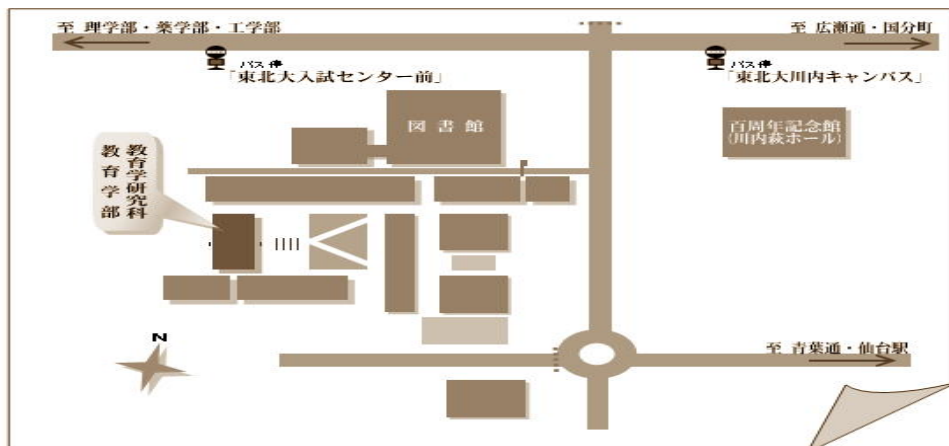 至 理学部・薬学部・工学部
至 広瀬通・国分町
バス停
「東北大入試センター前」
バス停
「東北大川内キャンパス」
図書館
百周年記念館
(川内萩ホール)
教育学研究科
教育学部
N
至 青葉通・仙台駅